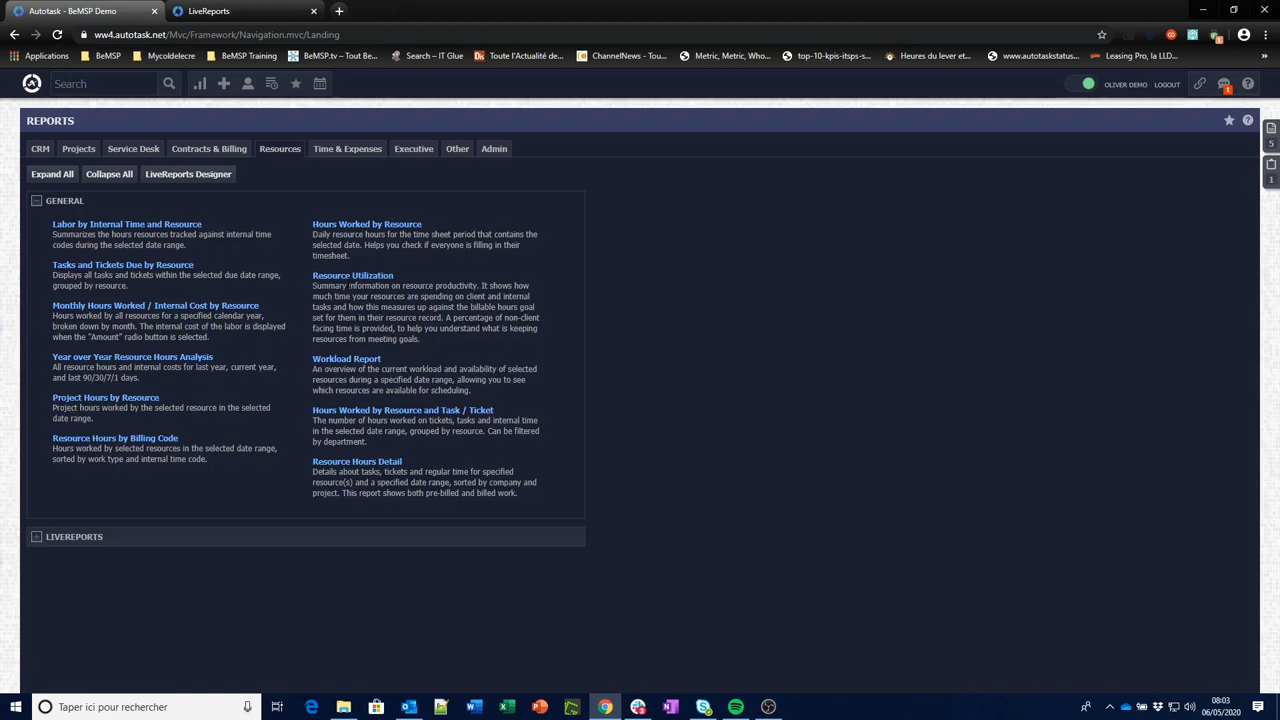 Autotask - BeMSP Demo
LiveReports
ww4.autotask.net/Mvc/Framework/Navigation.mvc/Landing
Applications
BeMSP – Tout Be...
Mycoldelecre
BeMSP Training
BeMSP.tv – Tout Be...
Search – IT Glue
Toute l'Actualité de...
ChannelNews - Tou...
Metric, Metric, Who...
top-10-kpis-itsps-s...
Heures du lever et...
www.autotaskstatus...
Leasing Pro, la LLD...
Search
OLIVER DEMO
LOGOUT
1
REPORTS
5
1
CRM
Projects
Service Desk
Contracts & Billing
Resources
Time & Expenses
Executive
Other
Admin
Expand All
Collapse All
LiveReports Designer
GENERAL
Labor by Internal Time and Resource
Summarizes the hours resources tracked against internal time
codes during the selected date range.
Tasks and Tickets Due by Resource
Displays all tasks and tickets within the selected due date range,
grouped by resource.
Monthly Hours Worked / Internal Cost by Resource
Hours worked by all resources for a specified calendar year,
broken down by month. The internal cost of the labor is displayed
when the "Amount" radio button is selected.
Year over Year Resource Hours Analysis
All resource hours and internal costs for last year, current year,
and last 90/30/7/1 days.
Project Hours by Resource
Project hours worked by the selected resource in the selected
date range.
Resource Hours by Billing Code
Hours worked by selected resources in the selected date range,
sorted by work type and internal time code.
Hours Worked by Resource
Daily resource hours for the time sheet period that contains the
selected date. Helps you check if everyone is filling in their
timesheet.
Resource Utilization
Summary information on resource productivity. It shows how
much time your resources are spending on client and internal
tasks and how this measures up against the billable hours goal
set for them in their resource record. A percentage of non-client
facing time is provided, to help you understand what is keeping
resources from meeting goals.
Workload Report
An overview of the current workload and availability of selected
resources during a specified date range, allowing you to see
which resources are available for scheduling.
Hours Worked by Resource and Task / Ticket
The number of hours worked on tickets, tasks and internal time
in the selected date range, grouped by resource. Can be filtered
by department.
Resource Hours Detail
Details about tasks, tickets and regular time for specified
resource(s) and a specified date range, sorted by company and
project. This report shows both pre-billed and billed work.
LIVEREPORTS
Taper ici pour rechercher
08:03
06/05/2020